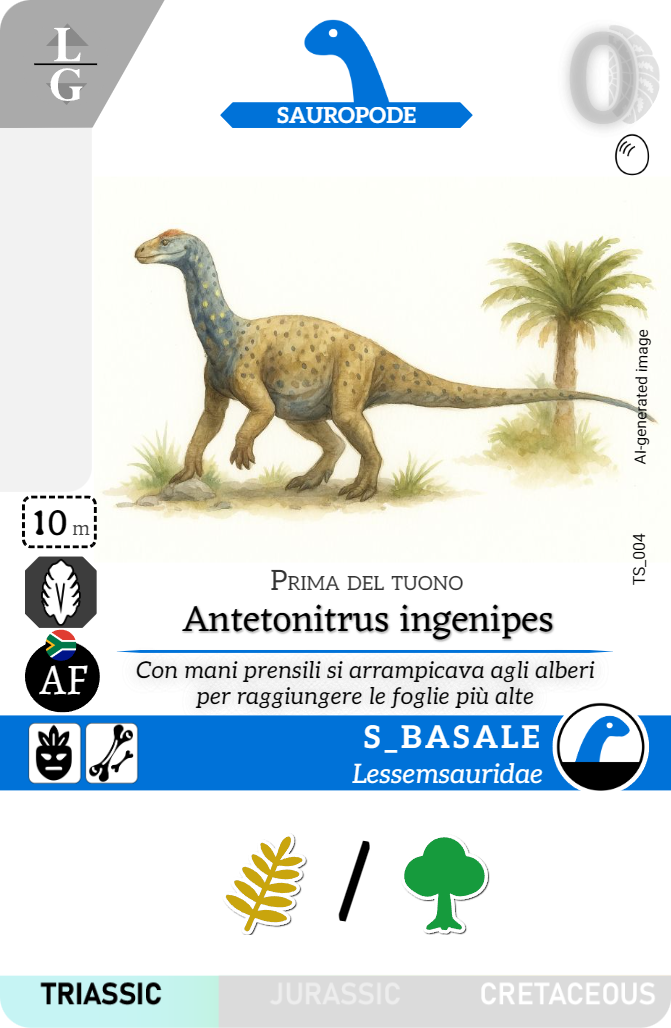 L
G
SAUROPODE
0
AI-generated image
TS_004
10 m
AF
PRIMA DEL TUONO
Antetonitrus ingenipes
Con mani prensili si arrampicava agli alberi
per raggiungere le foglie più alte
S_BASALE
Lessemsauridae
/
TRIASSIC JURASSIC CRETACEOUS